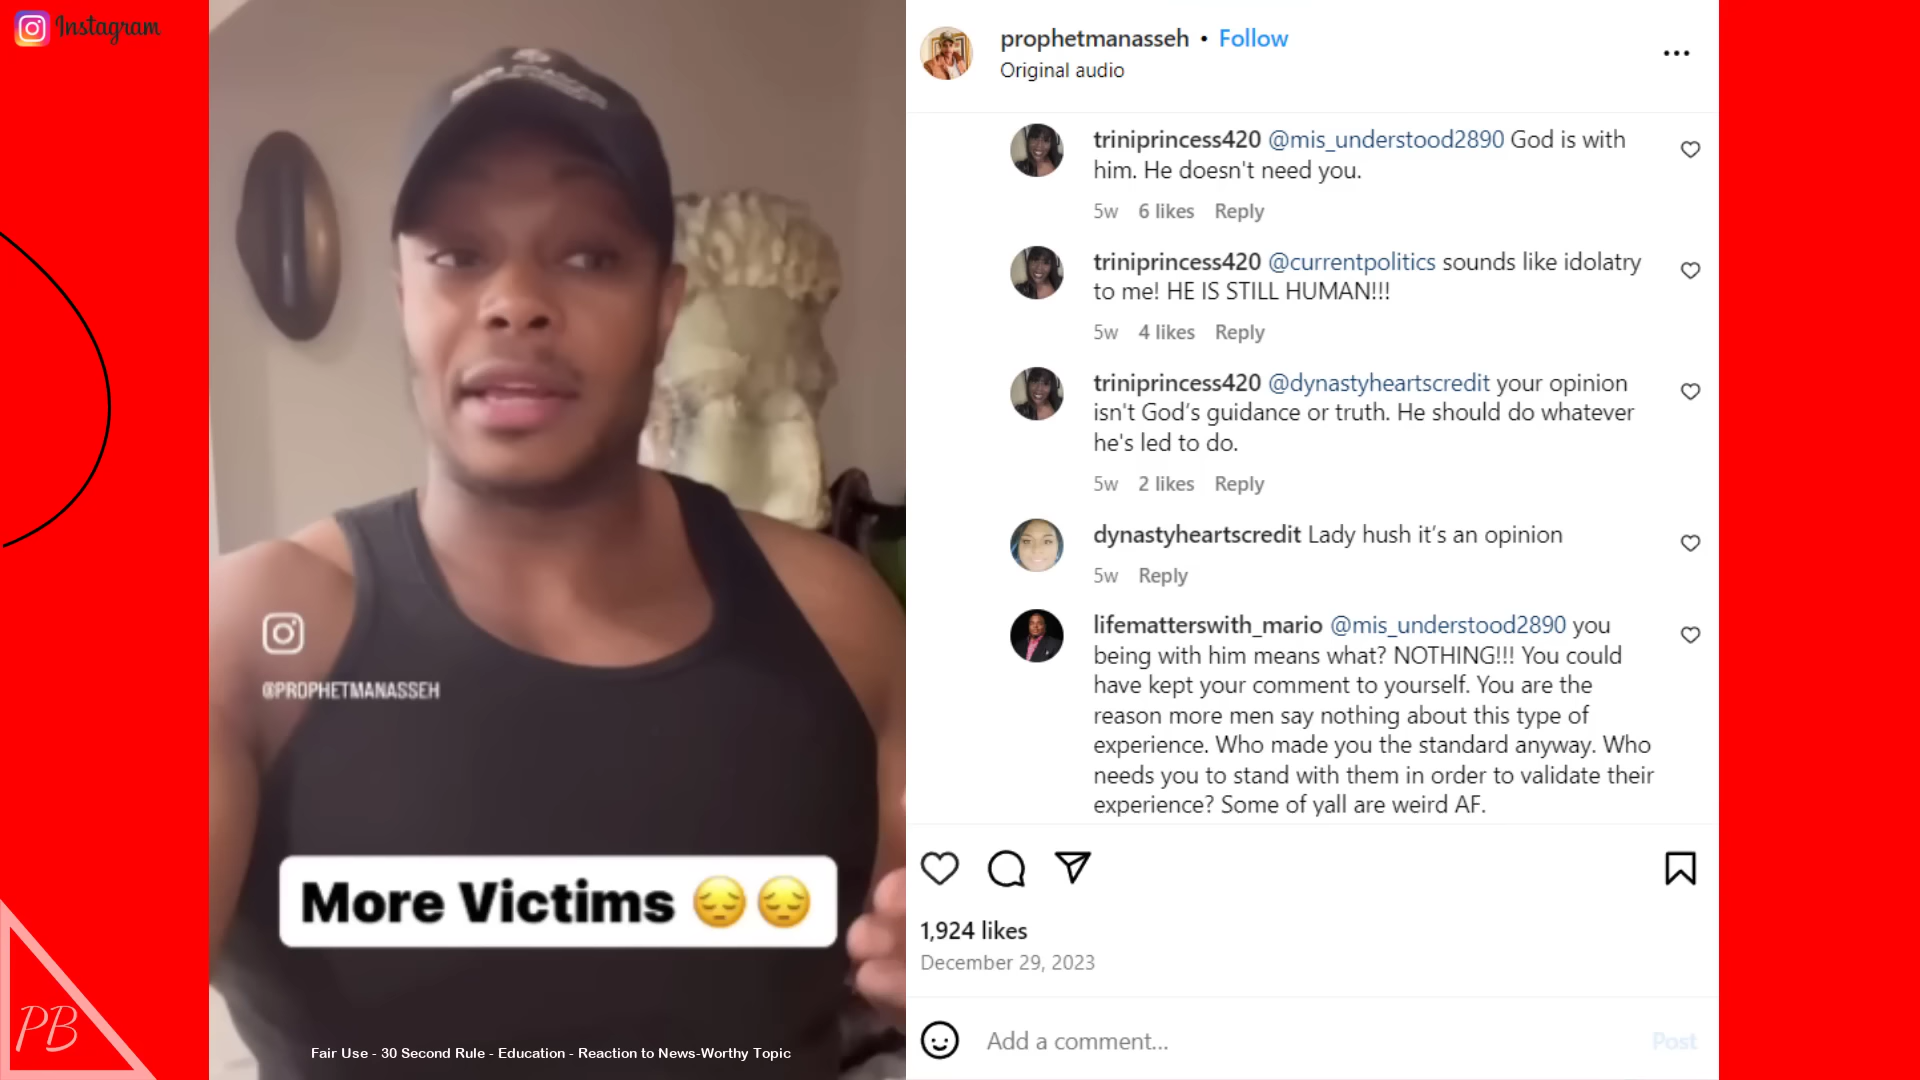 Instagram
@PROPHETMANASSEH
More Victims
Fair Use - 30 Second Rule - Education - Reaction to News-Worthy Topic
PB
prophetmanasseh • Follow
Original audio
triniprincess420 @mis_understood2890 God is with
him. He doesn't need you.
5w 6 likes Reply
triniprincess420 @currentpolitics sounds like idolatry
to me! HE IS STILL HUMAN!!!
5w 4 likes Reply
triniprincess420 @dynastyheartscredit your opinion
isn't God's guidance or truth. He should do whatever
he's led to do.
5w 2 likes Reply
dynastyheartscredit Lady hush it's an opinion
5w Reply
lifematterswith_mario @mis_understood2890 you
being with him means what? NOTHING!!! You could
have kept your comment to yourself. You are the
reason more men say nothing about this type of
experience. Who made you the standard anyway. Who
needs you to stand with them in order to validate their
experience? Some of yall are weird AF.
1,924 likes
December 29, 2023
Add a comment...
Post